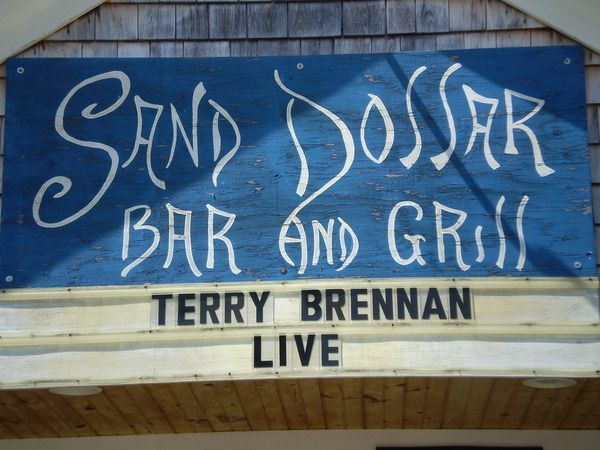 Sand Dollar
Bar and Grill
TERRY BRENNAN
LIVE